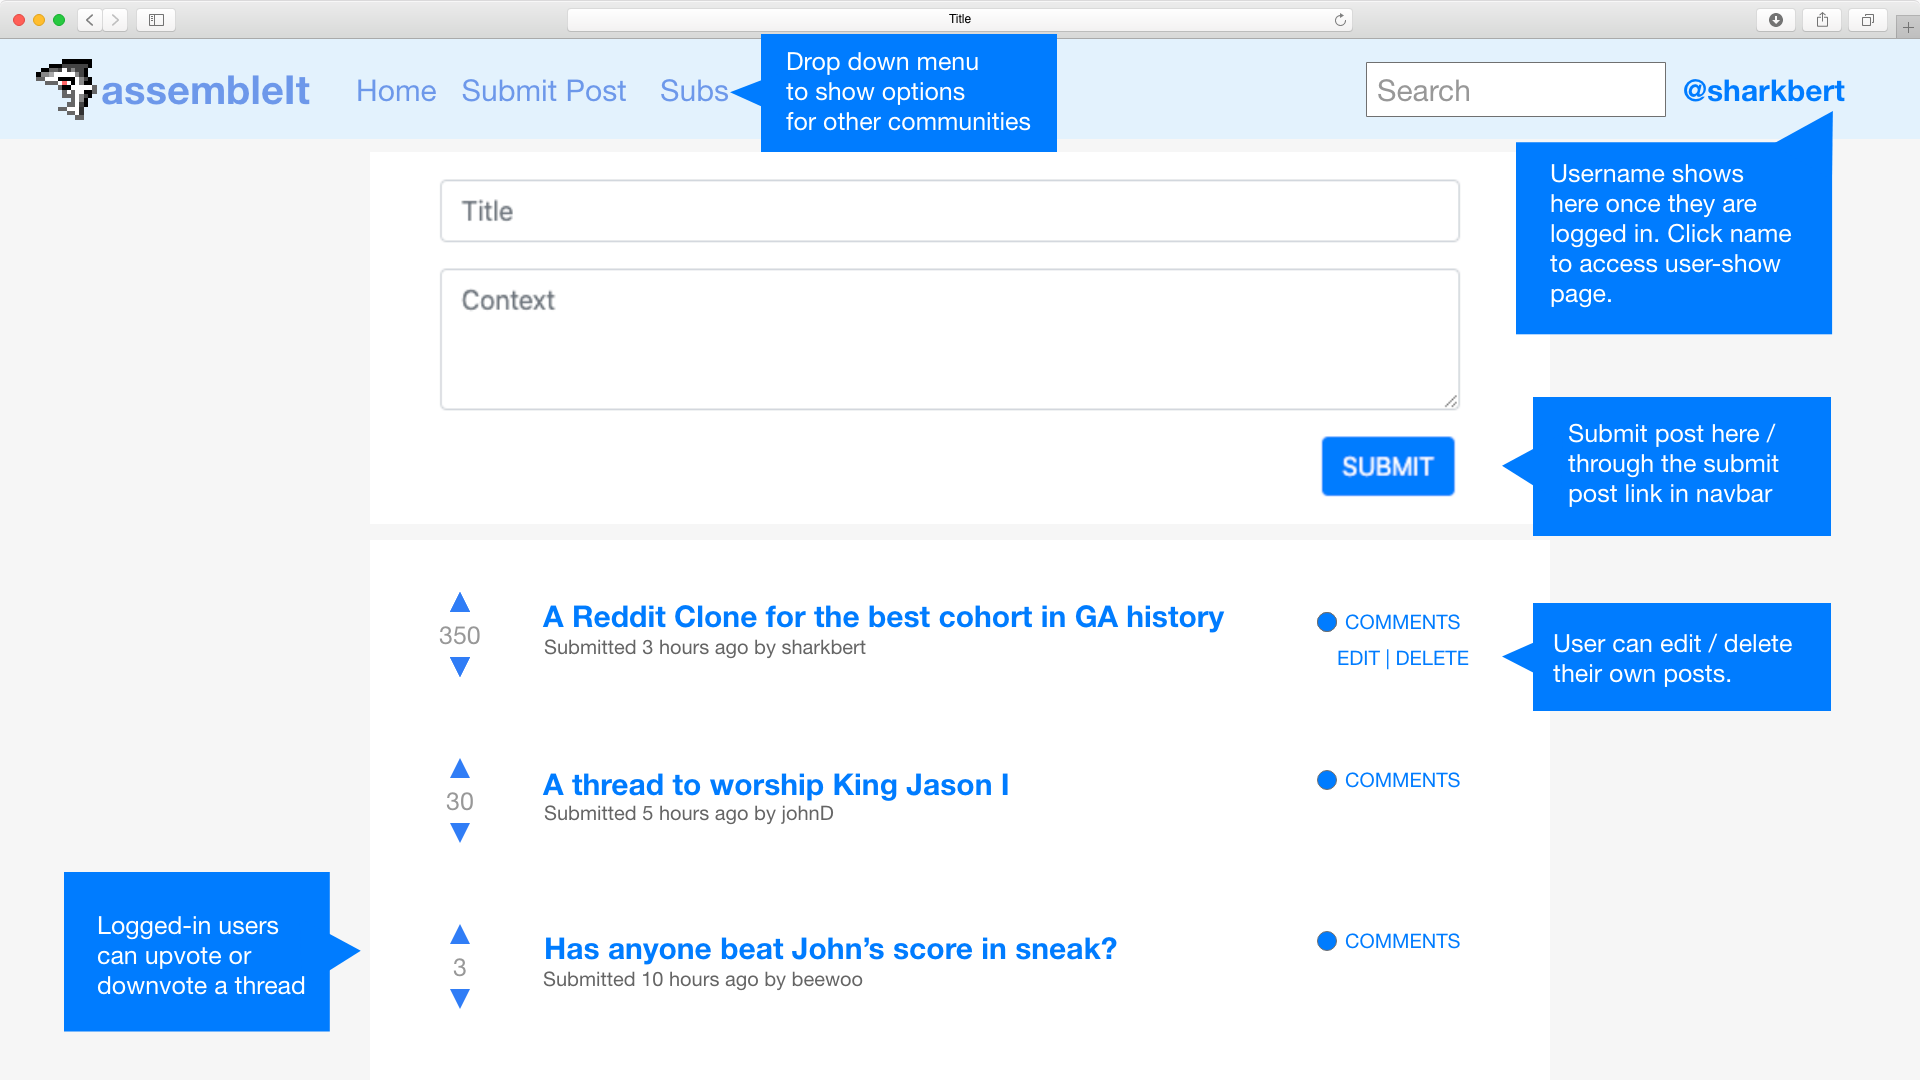 Title
assembleIt
Home
Submit Post
Subs
Drop down menu
to show options
for other communities
Search
@sharkbert
Username shows
here once they are
logged in. Click name
to access user-show
page.
Title
Context
SUBMIT
Submit post here /
through the submit
post link in navbar
350
A Reddit Clone for the best cohort in GA history
Submitted 3 hours ago by sharkbert
COMMENTS
EDIT | DELETE
User can edit / delete
their own posts.
30
A thread to worship King Jason I
Submitted 5 hours ago by johnD
COMMENTS
Logged-in users
can upvote or
downvote a thread
3
Has anyone beat John’s score in sneak?
Submitted 10 hours ago by beewoo
COMMENTS